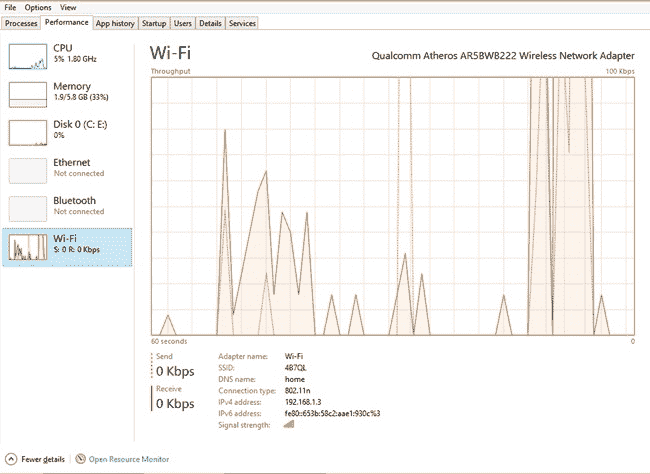 File Options View
Processes Performance App history Startup Users Details Services
CPU
5% 1.80 GHz
Memory
1.9/5.8 GB (33%)
Disk 0 (C: E:)
0%
Ethernet
Not connected
Bluetooth
Not connected
Wi-Fi
S: 0 R: 0 Kbps
Wi-Fi
Qualcomm Atheros AR5BWB222 Wireless Network Adapter
Throughput 100 Kbps
60 seconds 0
Send
0 Kbps
Receive
0 Kbps
Adapter name: Wi-Fi
SSID: 4B7QL
DNS name: home
Connection type: 802.11n
IPv4 address: 192.168.1.3
IPv6 address: fe80::653b:58c2:aae1:930c%3
Signal strength:
Fewer details Open Resource Monitor